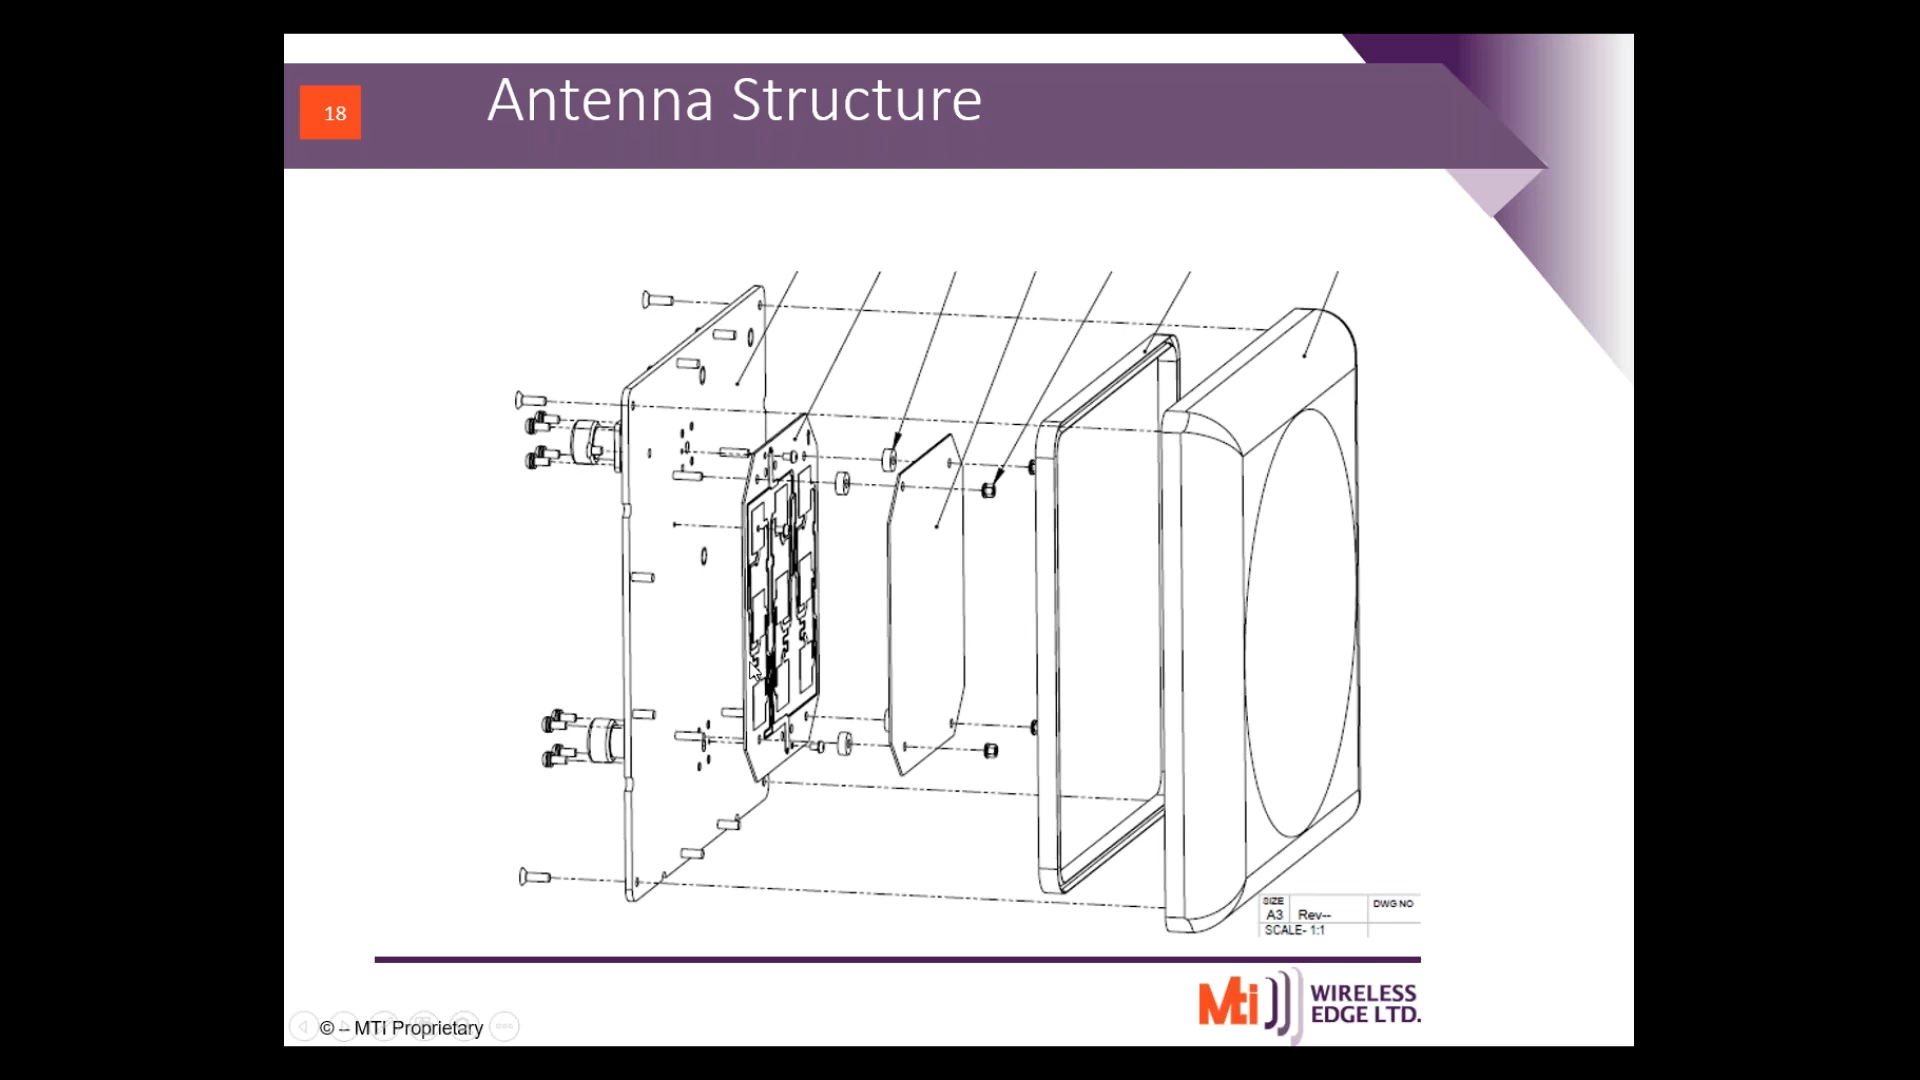 18
Antenna Structure
SIZE
A3 Rev--
DWG NO
SCALE- 1:1
Mti WIRELESS
EDGE LTD.
© -- MTI Proprietary